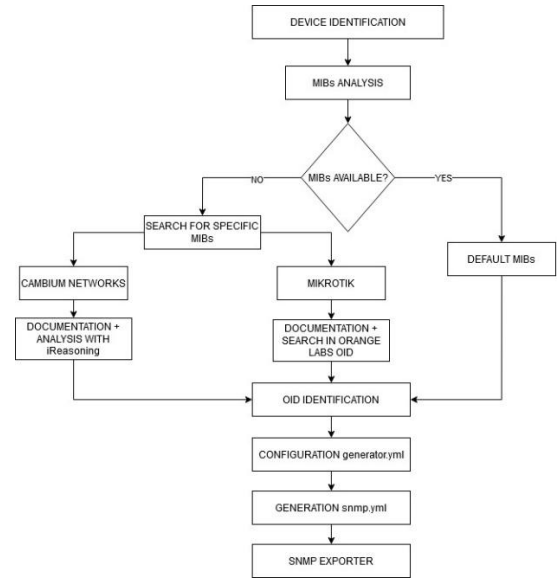 DEVICE IDENTIFICATION
MIBs ANALYSIS
MIBs AVAILABLE?
NO
YES
SEARCH FOR SPECIFIC
MIBs
DEFAULT MIBs
CAMBIUM NETWORKS
MIKROTIK
DOCUMENTATION +
ANALYSIS WITH
iReasoning
DOCUMENTATION +
SEARCH IN ORANGE
LABS OID
OID IDENTIFICATION
CONFIGURATION generator.yml
GENERATION snmp.yml
SNMP EXPORTER